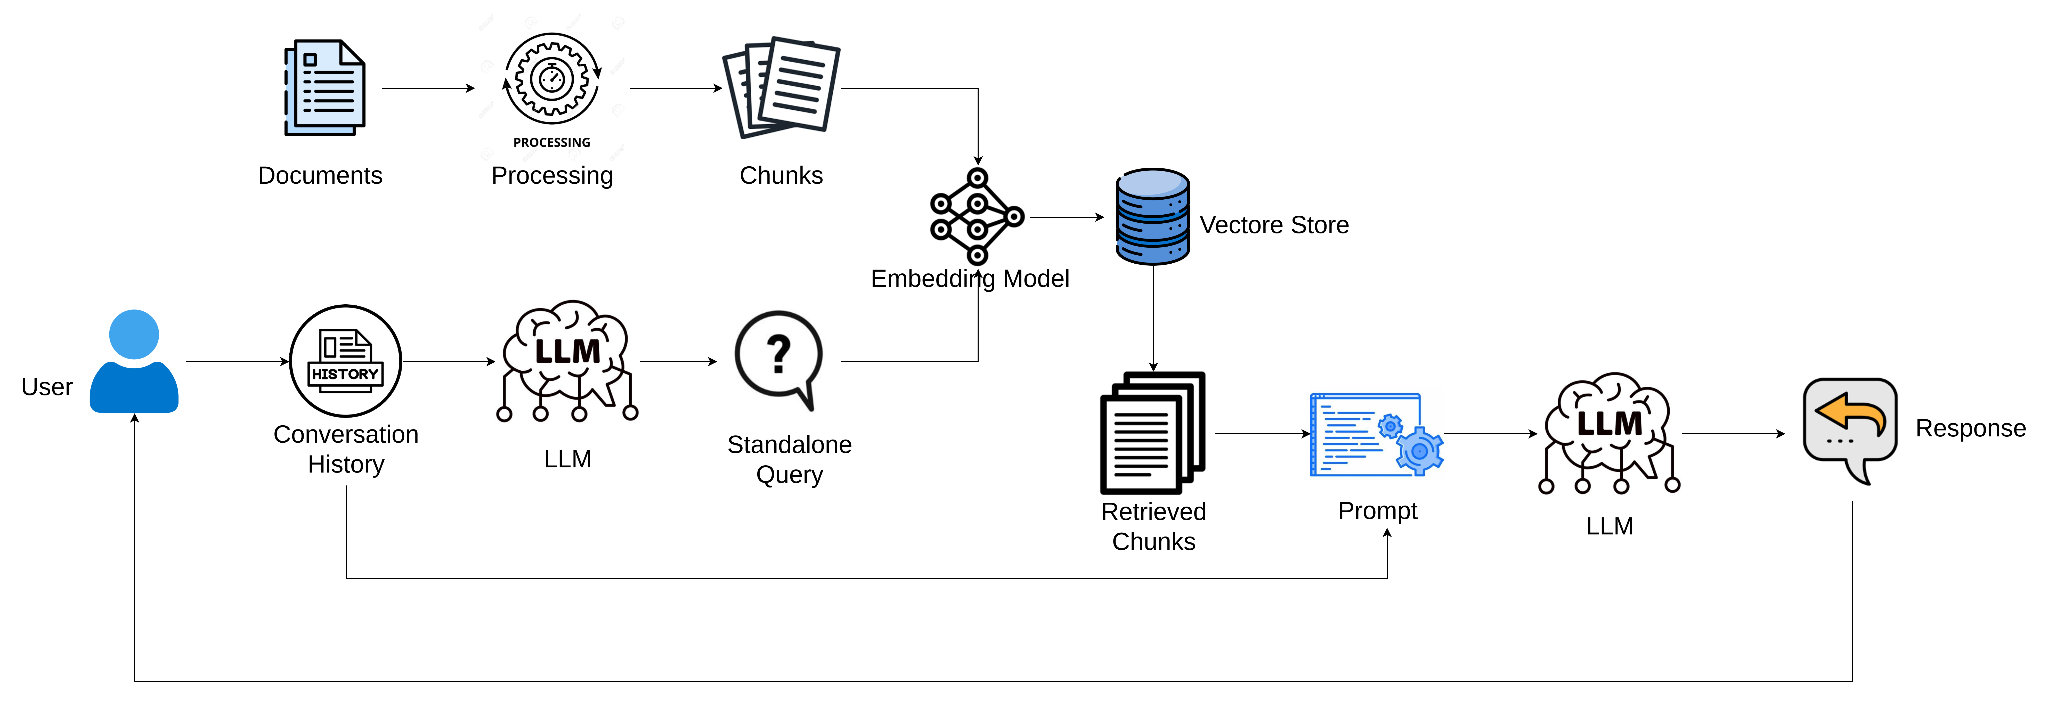 PROCESSING
Documents
Processing
Chunks
Vectore Store
Embedding Model
User
HISTORY
Conversation
History
LLM
LLM
?
Standalone
Query
Retrieved
Chunks
Prompt
LLM
LLM
Response